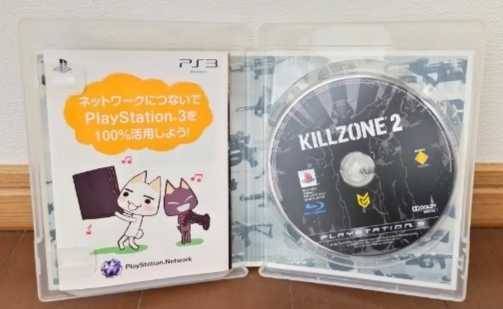 PS3
ネットワークにつないで
PlayStation®3を
100%活用しよう!
PlayStation®Network
KILLZONE 2
DOLBY
PLAYSTATION 3